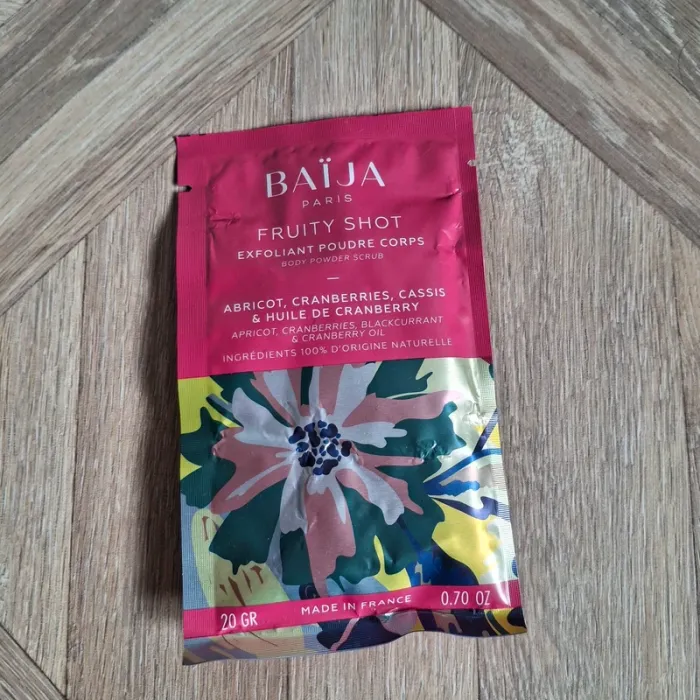 BAÏJA
PARIS
FRUITY SHOT
EXFOLIANT POUDRE CORPS
BODY POWDER SCRUB
—
ABRICOT, CRANBERRIES, CASSIS
& HUILE DE CRANBERRY
APRICOT, CRANBERRIES, BLACKCURRANT
& CRANBERRY OIL
INGRÉDIENTS 100% D'ORIGINE NATURELLE
20 GR MADE IN FRANCE 0.70 OZ